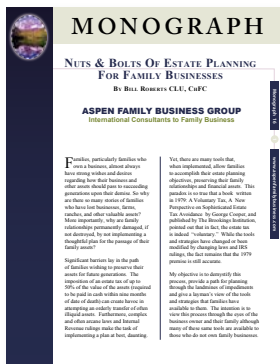 MONOGRAPH
NUTS & BOLTS OF ESTATE PLANNING
FOR FAMILY BUSINESSES
BY BILL ROBERTS CLU, CHFC
ASPEN FAMILY BUSINESS GROUP
International Consultants to Family Business
Families, particularly families who
own a business, almost always
have strong wishes and desires
regarding how their business and
other assets should pass to succeeding
generations upon their demise. So why
are there so many stories of families
who have lost businesses, farms,
ranches, and other valuable assets?
More importantly, why are family
relationships permanently damaged, if
not destroyed, by not implementing a
thoughtful plan for the passage of their
family assets?
Significant barriers lay in the path
of families wishing to preserve their
assets for future generations. The
imposition of an estate tax of up to
50% of the value of the assets (required
to be paid in cash within nine months
of date of death) can create havoc in
attempting an orderly transfer of often
illiquid assets. Furthermore, complex
and often arcane laws and Internal
Revenue rulings make the task of
implementing a plan at best, daunting.
Yet, there are many tools that,
when implemented, allow families
to accomplish their estate planning
objectives, preserving their family
relationships and financial assets. This
paradox is so true that a book written
in 1979: A Voluntary Tax, A New
Perspective on Sophisticated Estate
Tax Avoidance by George Cooper, and
published by The Brookings Institution,
pointed out that in fact, the estate tax
is indeed "voluntary." While the tools
and strategies have changed or been
modified by changing laws and IRS
rulings, the fact remains that the 1979
premise is still accurate.
My objective is to demystify this
process, provide a path for planning
through the landmines of impediments
and give a layman's view of the tools
and strategies that families have
available to them. The intention is to
view this process through the eyes of the
business owner and their family although
many of these same tools are available to
those who do not own family businesses.
Monograph 16
www.aspenfamilybusiness.com